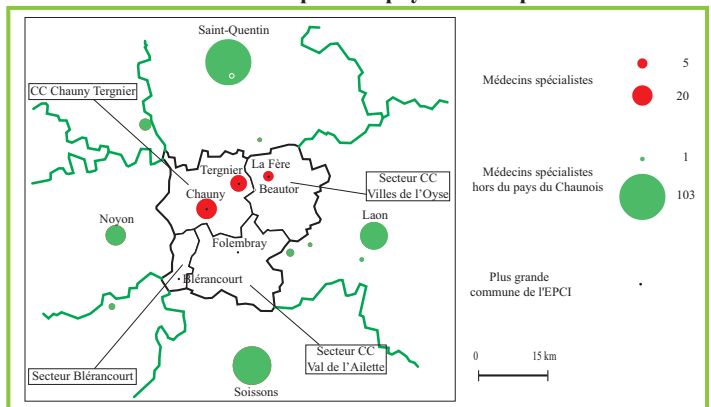 Saint-Quentin
CC Chauny Tergnier
La Fère
Tergnier
Beautor
Chauny
Secteur CC
Villes de l'Oyse
Noyon
Laon
Folembray
Blérancourt
Secteur Blérancourt
Secteur CC
Val de l'Ailette
Soissons
Médecins spécialistes
5
20
Médecins spécialistes
hors du pays du Chaunois
1
103
Plus grande
commune de l'EPCI
0
15 km